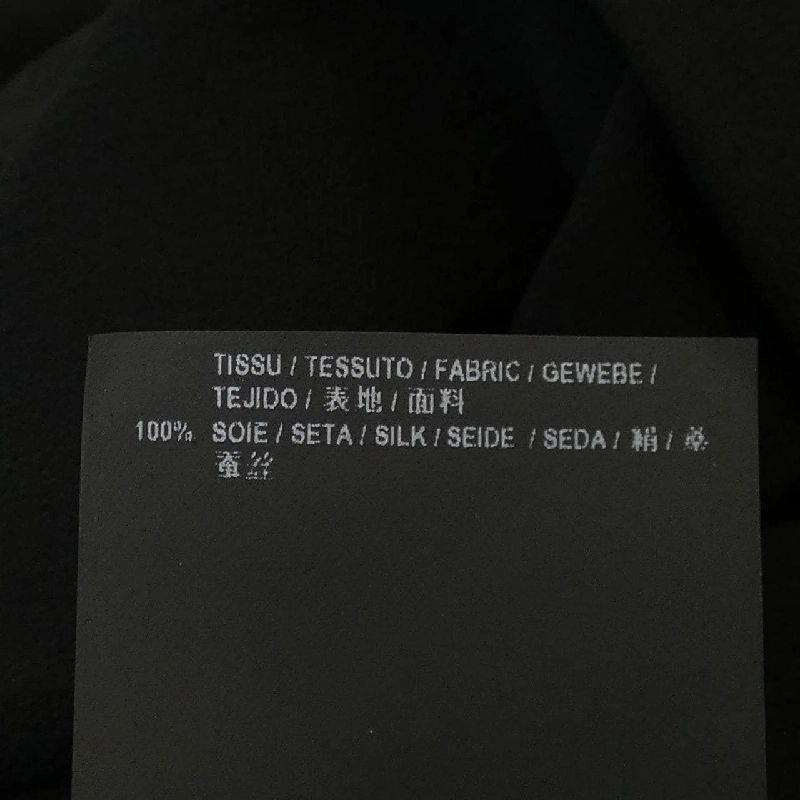 TISSU / TESSUTO / FABRIC / GEWEBE /
TEJIDO / 表地 / 面料
100% SOIE / SETA / SILK / SEIDE / SEDA / 絹 / 桑
蚕丝